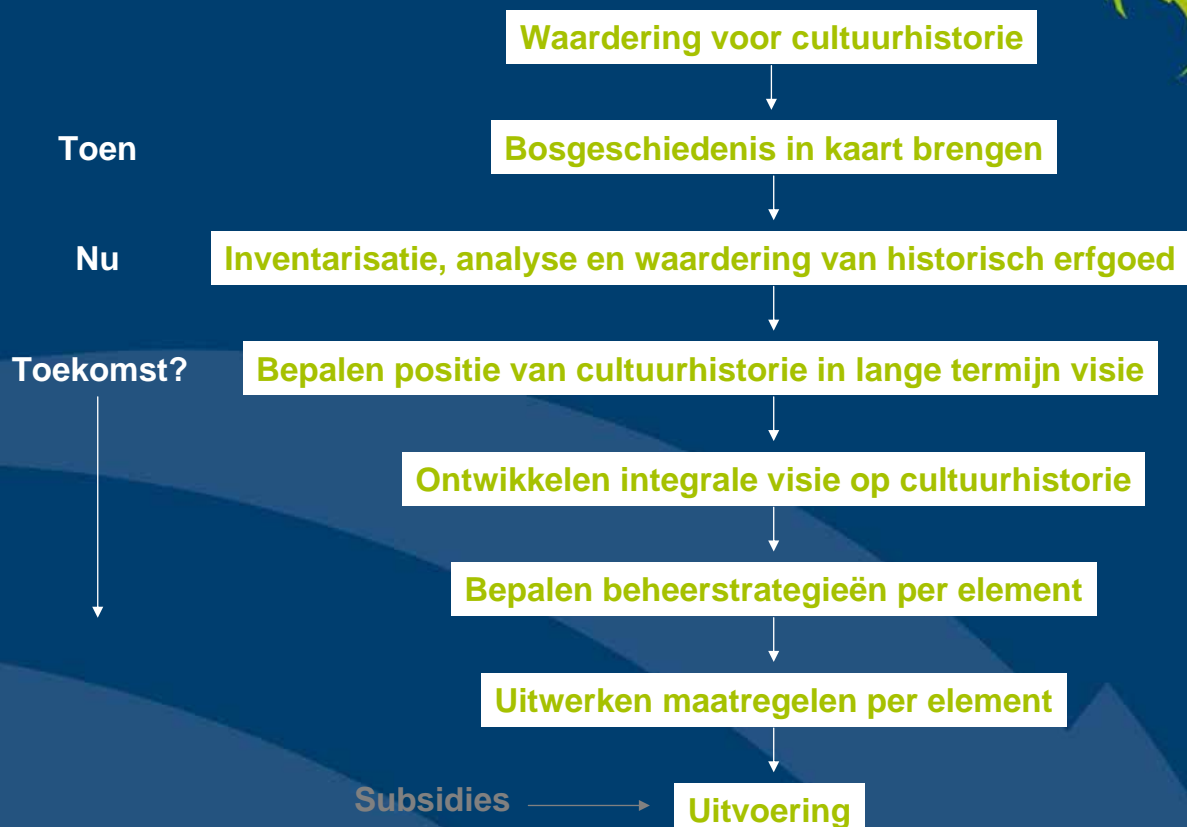 Waardering voor cultuurhistorie
Toen
Bosgeschiedenis in kaart brengen
Nu
Inventarisatie, analyse en waardering van historisch erfgoed
Toekomst?
Bepalen positie van cultuurhistorie in lange termijn visie
Ontwikkelen integrale visie op cultuurhistorie
Bepalen beheerstrategieën per element
Uitwerken maatregelen per element
Subsidies
Uitvoering